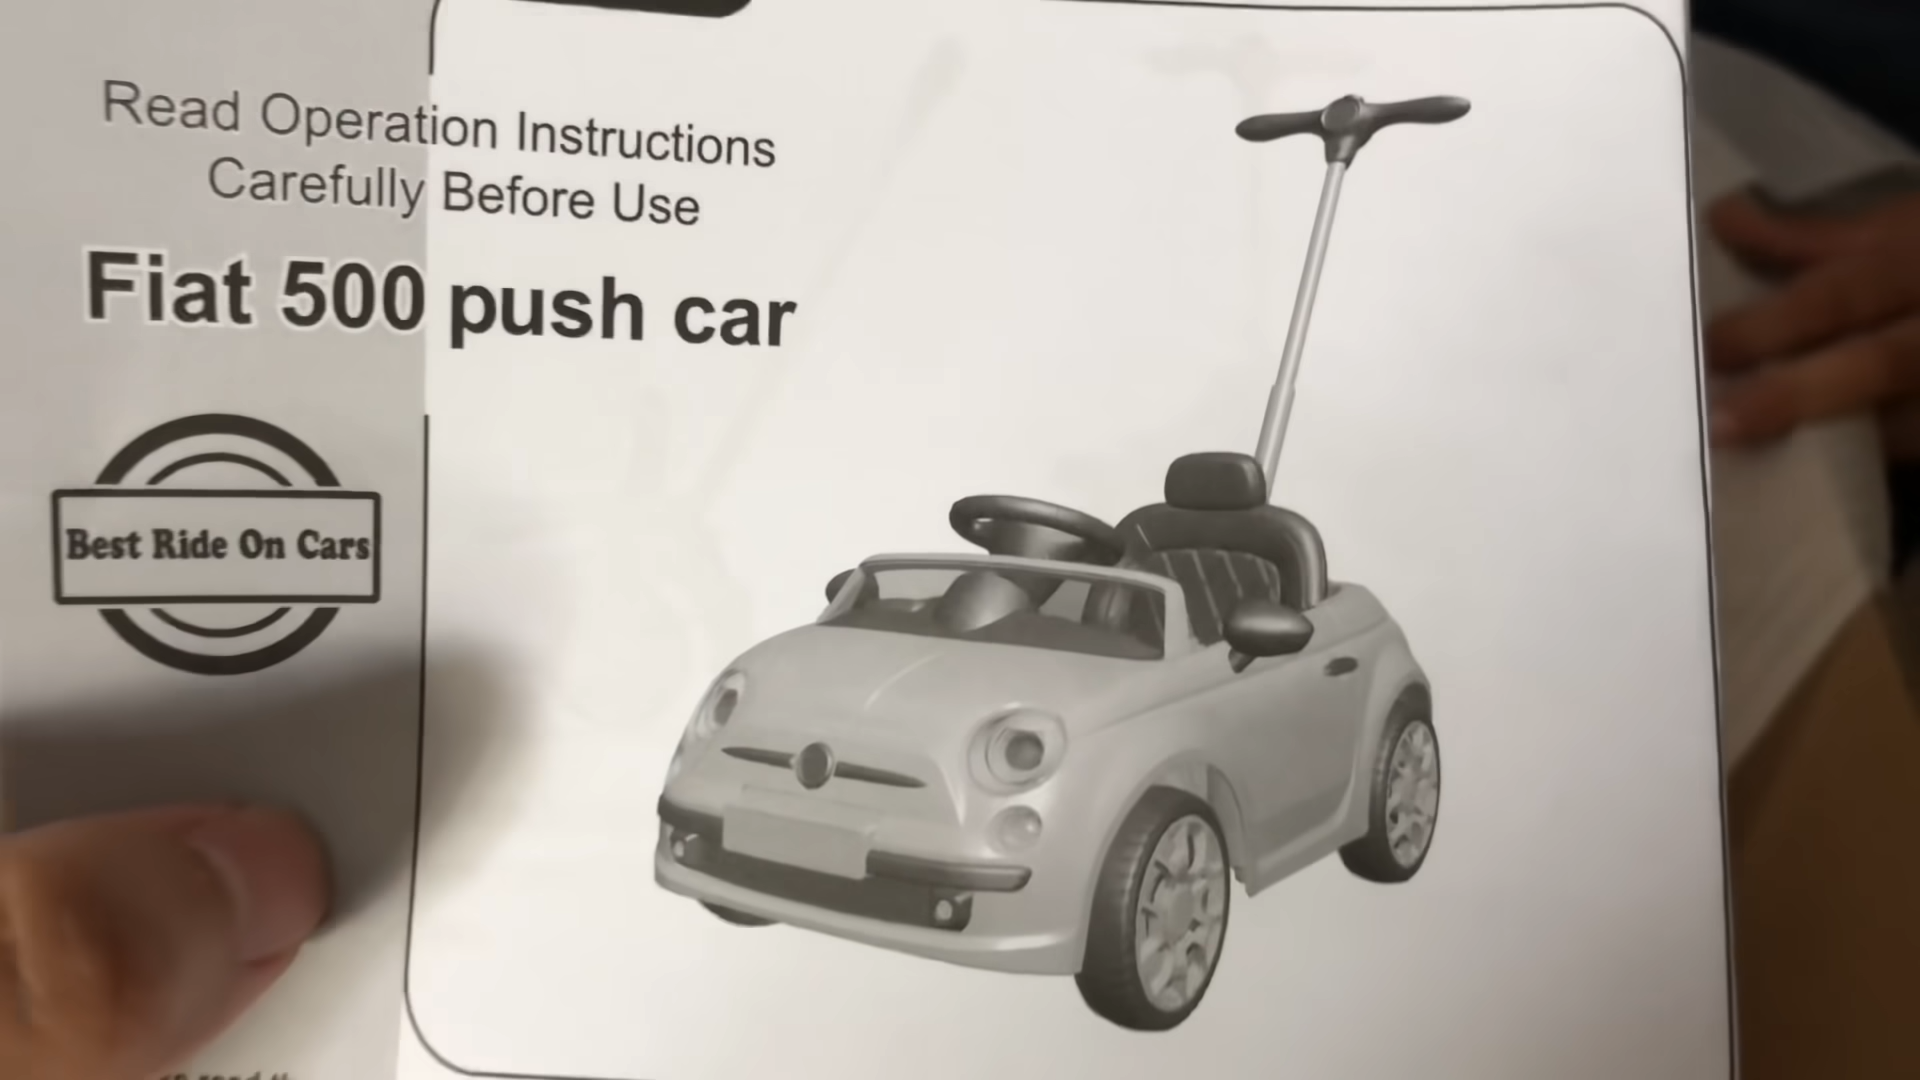 Read Operation Instructions
Carefully Before Use
Fiat 500 push car
Best Ride On Cars